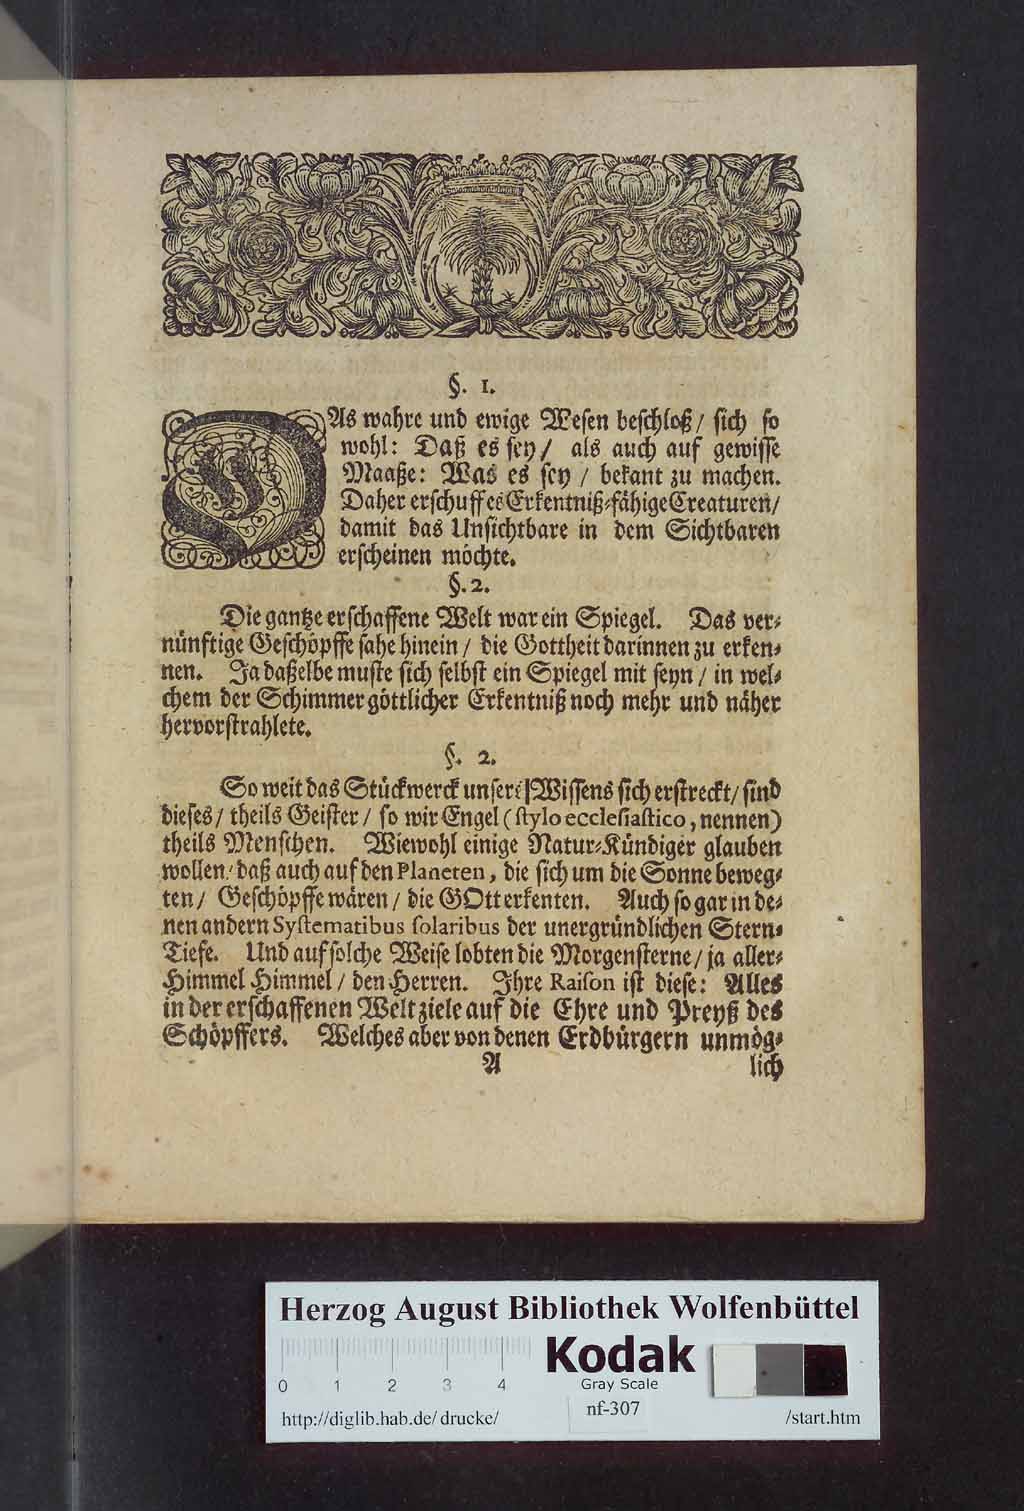 §. 1.
DAs wahre und ewige Wesen beschloß / sich so
wohl: Daß es sey / als auch auf gewisse
Maaße: Was es sey / bekant zu machen.
Daher erschuff es Erkentniß-fähige Creaturen /
damit das Unsichtbare in dem Sichtbaren
erscheinen möchte.
§. 2.
Die gantze erschaffene Welt war ein Spiegel. Das ver-
nünftige Geschöpffe sahe hinein / die Gottheit darinnen zu erken-
nen. Ja daßelbe muste sich selbst ein Spiegel mit seyn / in wel-
chem der Schimmer göttlicher Erkentniß noch mehr und näher
hervorstrahlete.
§. 2.
So weit das Stückwerck unsers Wissens sich erstreckt / sind
dieses / theils Geister / so wir Engel (stylo ecclesiastico, nennen)
theils Menschen. Wiewohl einige Natur-Kündiger glauben
wollen / daß auch auf den Planeten, die sich um die Sonne beweg-
ten / Geschöpffe wären / die GOtt erkenten. Auch so gar in de-
nen andern Systematibus solaribus der unergründlichen Stern-
Tiefe. Und auf solche Weise lobten die Morgensterne / ja aller-
Himmel Himmel / den Herren. Ihre Raison ist diese: Alles
in der erschaffenen Welt ziele auf die Ehre und Preyß des
Schöpffers. Welches aber von denen Erdbürgern unmög-
A lich
Herzog August Bibliothek Wolfenbüttel
Kodak
Gray Scale
0 1 2 3 4
nf-307
http://diglib.hab.de/drucke/ /start.htm